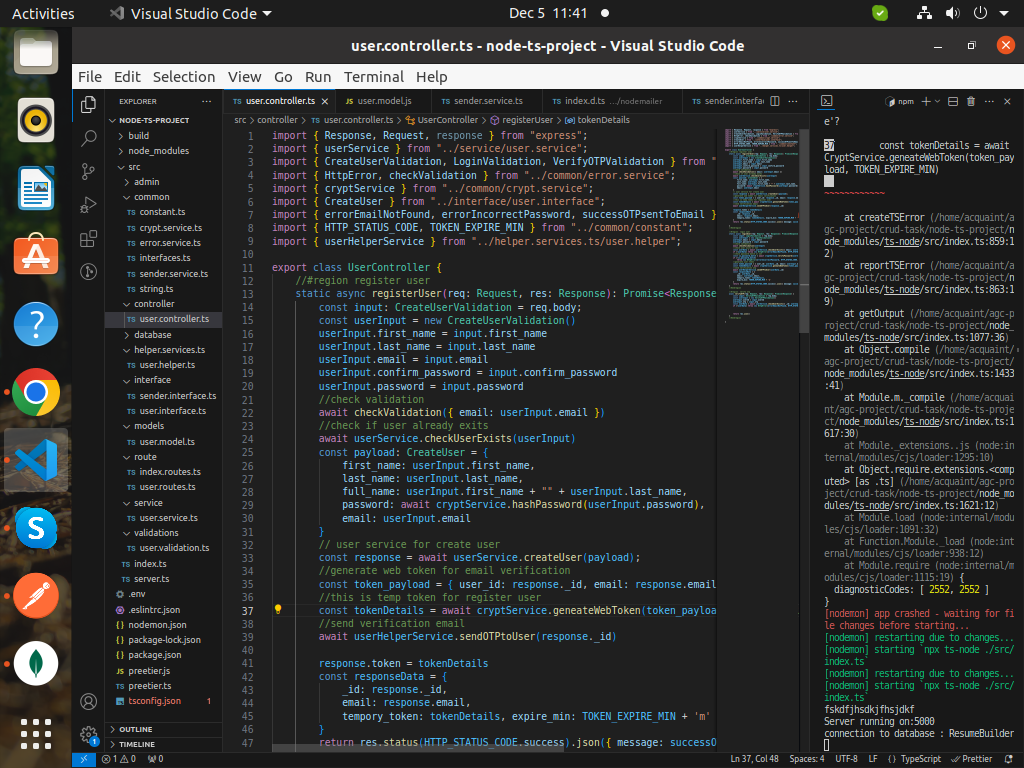 Activities
Visual Studio Code
Dec 5 11:41
user.controller.ts - node-ts-project - Visual Studio Code
File Edit Selection View Go Run Terminal Help
EXPLORER
NODE-TS-PROJECT
build
node_modules
src
admin
common
TS constant.ts
TS crypt.service.ts
TS error.service.ts
TS interfaces.ts
TS sender.service.ts
TS string.ts
controller
TS user.controller.ts
database
helper.services.ts
TS user.helper.ts
interface
TS sender.interface.ts
TS user.interface.ts
models
TS user.model.ts
route
TS index.routes.ts
TS user.routes.ts
service
TS user.service.ts
validations
TS user.validation.ts
TS index.ts
TS server.ts
.env
.eslintrc.json
{} nodemon.json
{} package-lock.json
{} package.json
JS preetier.js
TS preetier.ts
tsconfig.json 1
OUTLINE
TIMELINE
TS user.controller.ts
JS user.model.js
TS sender.service.ts
TS index.d.ts .../nodemailer
TS sender.interfa
src > controller > TS user.controller.ts > UserController > registerUser > tokenDetails
1 import { Response, Request, response } from "express";
2 import { userService } from "../service/user.service";
3 import { CreateUserValidation, LoginValidation, VerifyOTPValidation } from "
4 import { HttpError, checkValidation } from "../common/error.service";
5 import { cryptService } from "../common/crypt.service";
6 import { CreateUser } from "../interface/user.interface";
7 import { errorEmailNotFound, errorIncorrectPassword, successOTPsentToEmail }
8 import { HTTP_STATUS_CODE, TOKEN_EXPIRE_MIN } from "../common/constant";
9 import { userHelperService } from "../helper.services.ts/user.helper";
10
11 export class UserController {
12 //#region register user
13 static async registerUser(req: Request, res: Response): Promise<Response
14 const input: CreateUserValidation = req.body;
15 const userInput = new CreateUserValidation()
16 userInput.first_name = input.first_name
17 userInput.last_name = input.last_name
18 userInput.email = input.email
19 userInput.confirm_password = input.confirm_password
20 userInput.password = input.password
21 //check validation
22 await checkValidation({ email: userInput.email })
23 //check if user already exits
24 await userService.checkUserExists(userInput)
25 const payload: CreateUser = {
26 first_name: userInput.first_name,
27 last_name: userInput.last_name,
28 full_name: userInput.first_name + "" + userInput.last_name,
29 password: await cryptService.hashPassword(userInput.password),
30 email: userInput.email
31 }
32 // user service for create user
33 const response = await userService.createUser(payload);
34 //generate web token for email verification
35 const token_payload = { user_id: response._id, email: response.email
36 //this is temp token for register user
37 const tokenDetails = await cryptService.geneateWebToken(token_payloa
38 //send verification email
39 await userHelperService.sendOTPtoUser(response._id)
40
41 response.token = tokenDetails
42 const responseData = {
43 _id: response._id,
44 email: response.email,
45 tempory_token: tokenDetails, expire_min: TOKEN_EXPIRE_MIN + 'm'
46 }
47 return res.status(HTTP_STATUS_CODE.success).json({ message: successO
npm
e'?
37 const tokenDetails = await
CryptService.geneateWebToken(token_pay
load, TOKEN_EXPIRE_MIN)
~~~~~~~~~~~~
at createTSError (/home/acquaint/a
gc-project/crud-task/node-ts-project/n
ode_modules/ts-node/src/index.ts:859:1
2)
at reportTSError (/home/acquaint/a
gc-project/crud-task/node-ts-project/n
ode_modules/ts-node/src/index.ts:863:1
9)
at getOutput (/home/acquaint/agc-p
roject/crud-task/node-ts-project/node_
modules/ts-node/src/index.ts:1077:36)
at Object.compile (/home/acquaint/
agc-project/crud-task/node-ts-project/
node_modules/ts-node/src/index.ts:1433
:41)
at Module.m._compile (/home/acquai
nt/agc-project/crud-task/node-ts-proje
ct/node_modules/ts-node/src/index.ts:1
617:30)
at Module._extensions..js (node:in
ternal/modules/cjs/loader:1295:10)
at Object.require.extensions.<comp
uted> [as .ts] (/home/acquaint/agc-pro
ject/crud-task/node-ts-project/node_mo
dules/ts-node/src/index.ts:1621:12)
at Module.load (node:internal/modu
les/cjs/loader:1091:32)
at Function.Module._load (node:int
ernal/modules/cjs/loader:938:12)
at Module.require (node:internal/m
odules/cjs/loader:1115:19) {
diagnosticCodes: [ 2552, 2552 ]
}
[nodemon] app crashed - waiting for fi
le changes before starting...
[nodemon] restarting due to changes...
[nodemon] starting `npx ts-node ./src/
index.ts`
[nodemon] restarting due to changes...
[nodemon] starting `npx ts-node ./src/
index.ts`
fskdfjhsdkjfhsjdkf
Server running on:5000
connection to database : ResumeBuilder
1 0 0
Ln 37, Col 48 Spaces: 4 UTF-8 LF {} TypeScript Prettier